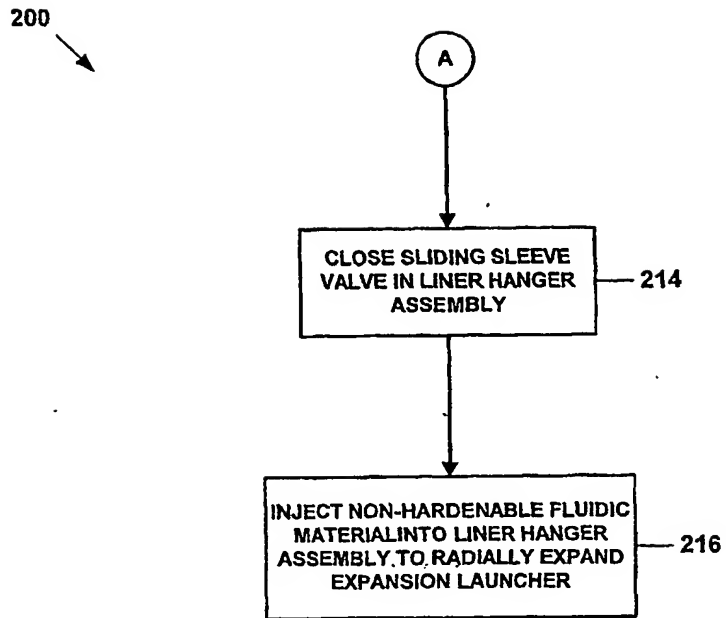 200
A
CLOSE SLIDING SLEEVE
VALVE IN LINER HANGER
ASSEMBLY
214
INJECT NON-HARDENABLE FLUIDIC
MATERIALINTO LINER HANGER
ASSEMBLY TO RADIALLY EXPAND
EXPANSION LAUNCHER
216